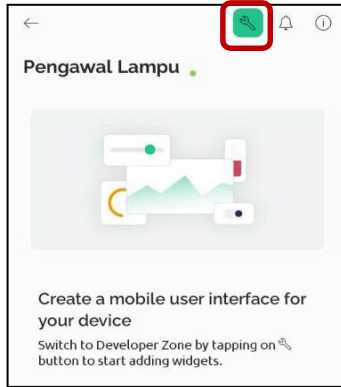 Pengawal Lampu
Create a mobile user interface for
your device
Switch to Developer Zone by tapping on
button to start adding widgets.